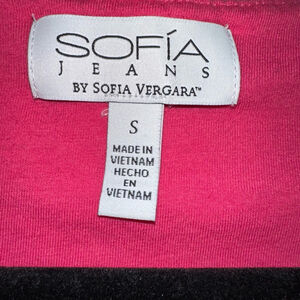 SOFÍA
JEANS
BY SOFIA VERGARA™
S
MADE IN
VIETNAM
HECHO
EN
VIETNAM